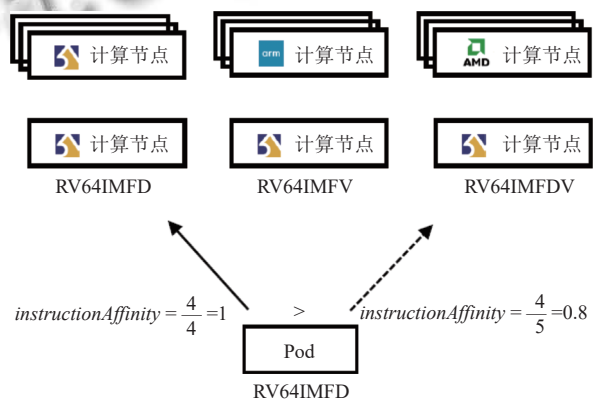 计算节点
arm 计算节点
AMD 计算节点
计算节点
计算节点
计算节点
RV64IMFD
RV64IMFV
RV64IMFDV
instructionAffinity = 4/4 =1
>
instructionAffinity = 4/5 =0.8
Pod
RV64IMFD